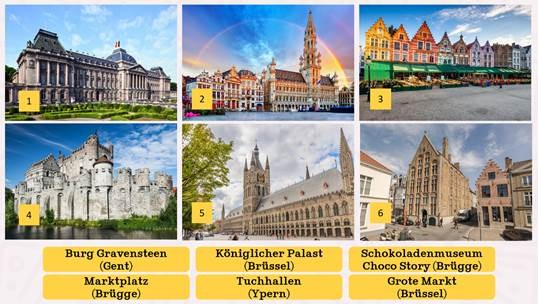 1
2
3
4
5
6
Burg Gravensteen
(Gent)
Königlicher Palast
(Brüssel)
Schokoladenmuseum
Choco Story (Brügge)
Marktplatz
(Brügge)
Tuchhallen
(Ypern)
Grote Markt
(Brüssel)